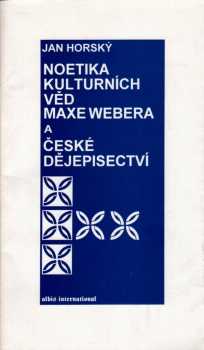 JAN HORSKÝ
NOETIKA
KULTURNÍCH
VĚD
MAXE WEBERA
A
ČESKÉ
DĚJEPISECTVÍ
albis international